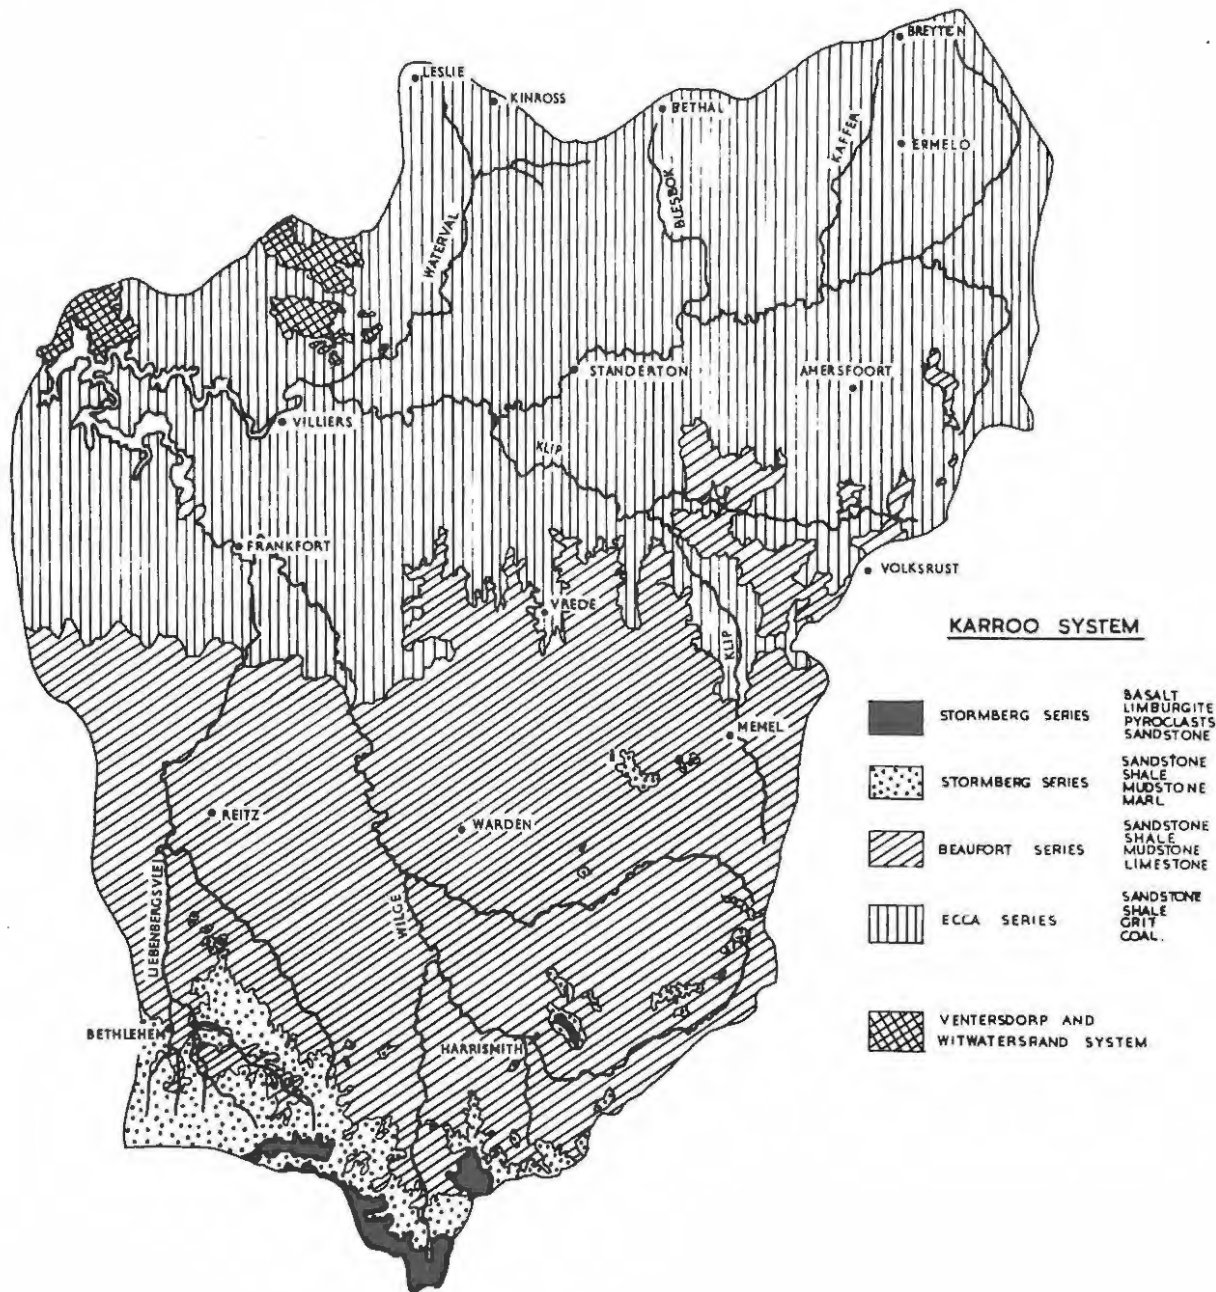 BREYTEN
LESLIE
KINROSS
BETHAL
KAFFER
ERMELO
BLESBOK
WATERVAL
STANDERTON
AMERSFOORT
VILLIERS
KLIP
FRANKFORT
VOLKSRUST
VREDE
KLIP
MEMEL
REITZ
WARDEN
LIEBENBERGSVLEI
WILGE
BETHLEHEM
HARRISMITH
KARROO SYSTEM
STORMBERG SERIES
BASALT
LIMBURGITE
PYROCLASTS
SANDSTONE
STORMBERG SERIES
SANDSTONE
SHALE
MUDSTONE
MARL
BEAUFORT SERIES
SANDSTONE
SHALE
MUDSTONE
LIMESTONE
ECCA SERIES
SANDSTONE
SHALE
GRIT
COAL.
VENTERSDORP AND
WITWATERSRAND SYSTEM